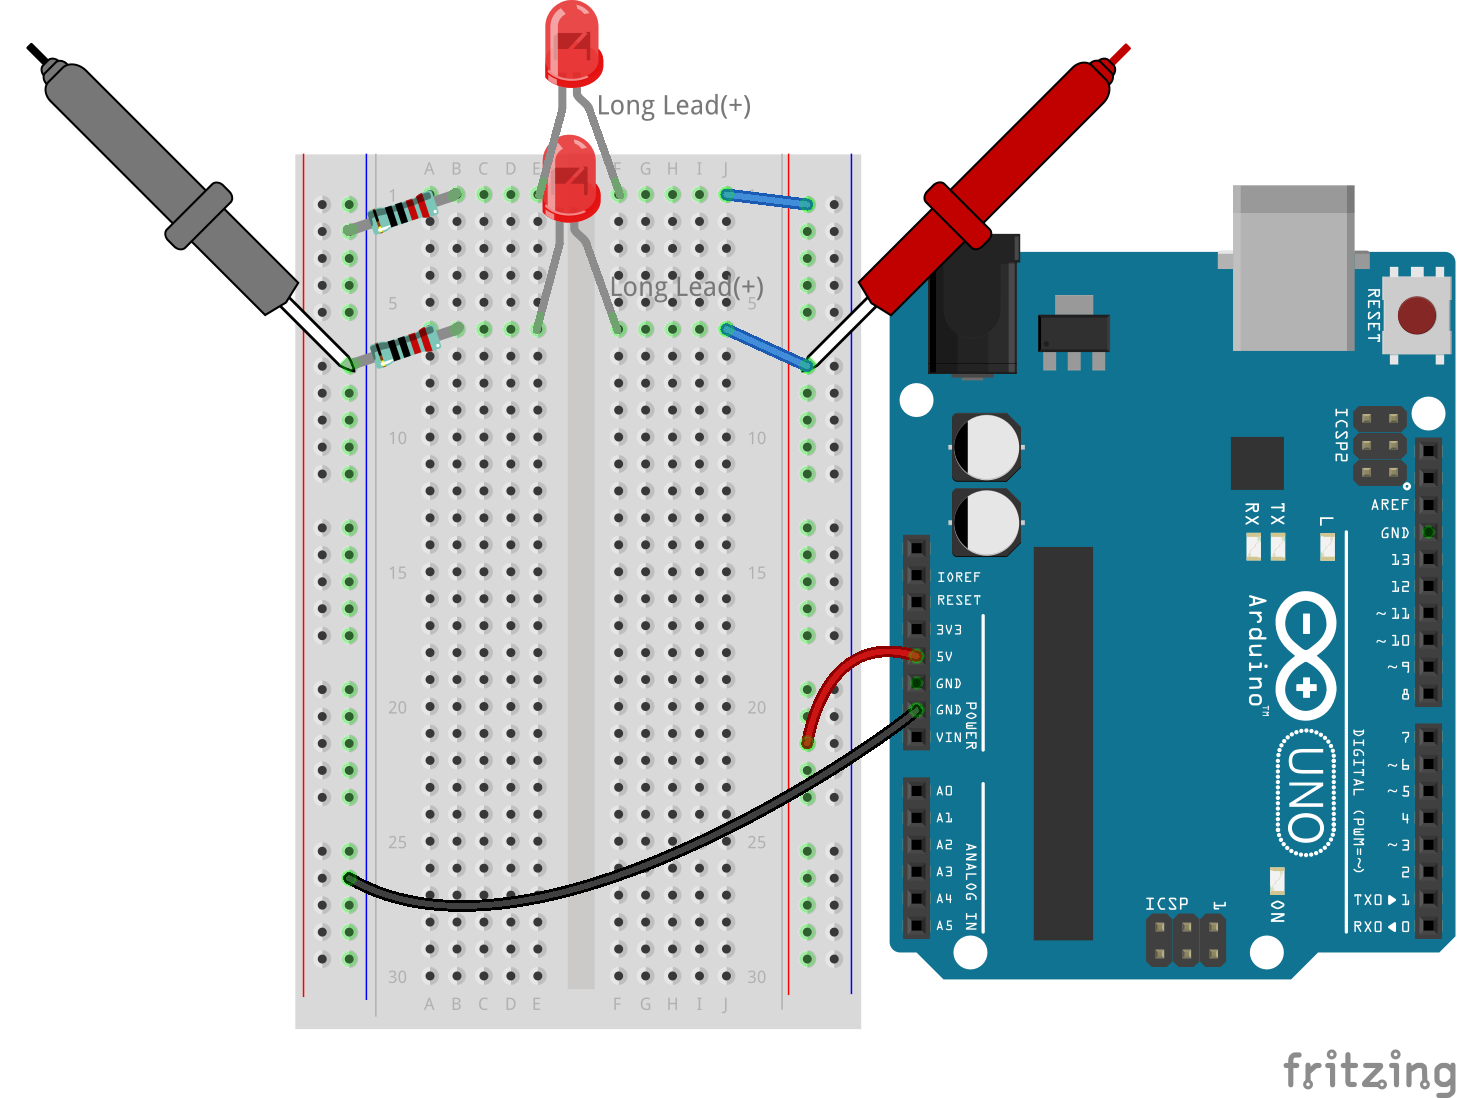 Long Lead(+)
A B C D E F G H I J
1
Long Lead(+)
5 5
10 10
15 15
20 20
25 25
30 30
A B C D E F G H I J
RESET
ICSP2
AREF
GND
13
12
~11
~10
~9
8
7
~6
~5
4
~3
2
TX0▶1
RX0◀0
DIGITAL (PWM=~)
RX TX L
Arduino™
UNO
ON
ICSP 1
IOREF
RESET
3V3
5V
GND
GND
VIN
POWER
A0
A1
A2
A3
A4
A5
ANALOG IN
fritzing